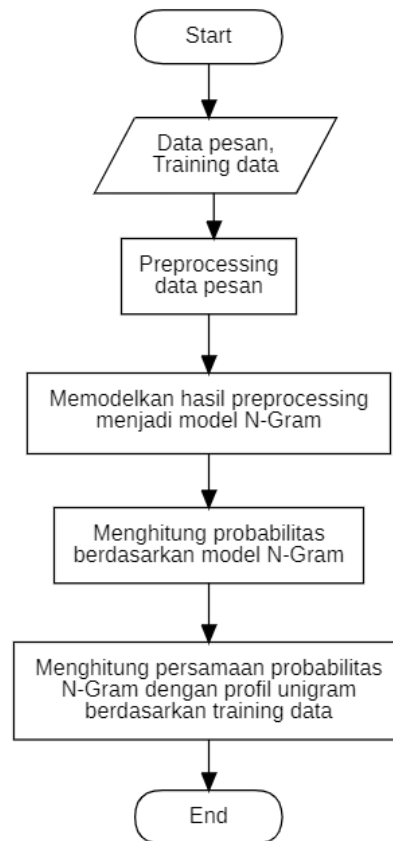 Start
Data pesan,
Training data
Preprocessing
data pesan
Memodelkan hasil preprocessing
menjadi model N-Gram
Menghitung probabilitas
berdasarkan model N-Gram
Menghitung persamaan probabilitas
N-Gram dengan profil unigram
berdasarkan training data
End